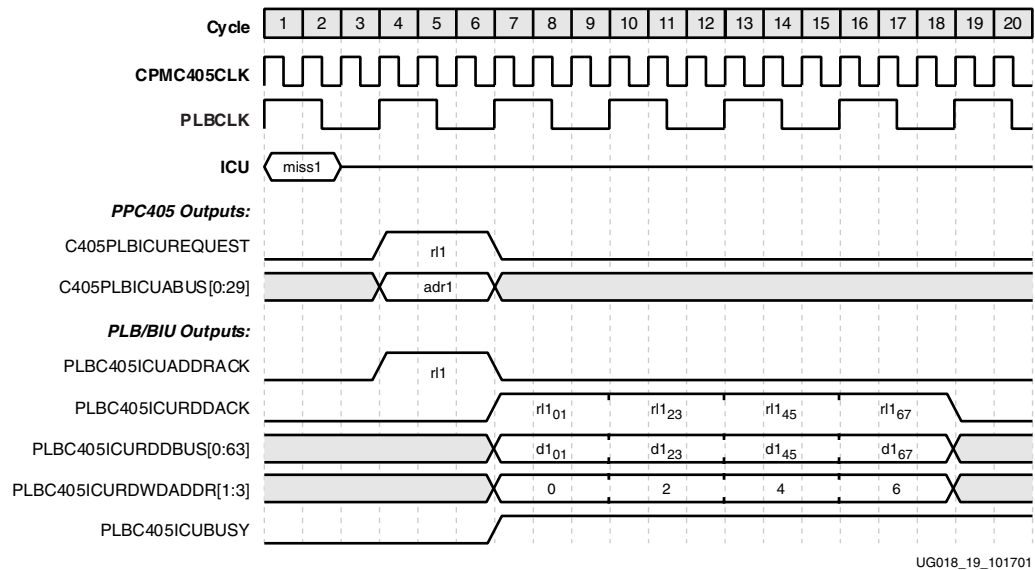 Cycle 1 2 3 4 5 6 7 8 9 10 11 12 13 14 15 16 17 18 19 20
CPMC405CLK
PLBCLK
ICU miss1
PPC405 Outputs:
C405PLBICUREQUEST rl1
C405PLBICUABUS[0:29] adr1
PLB/BIU Outputs:
PLBC405ICUADDRACK rl1
PLBC405ICURDDACK rl1₀₁ rl1₂₃ rl1₄₅ rl1₆₇
PLBC405ICURDDBUS[0:63] d1₀₁ d1₂₃ d1₄₅ d1₆₇
PLBC405ICURDWDADDR[1:3] 0 2 4 6
PLBC405ICUBUSY
UG018_19_101701